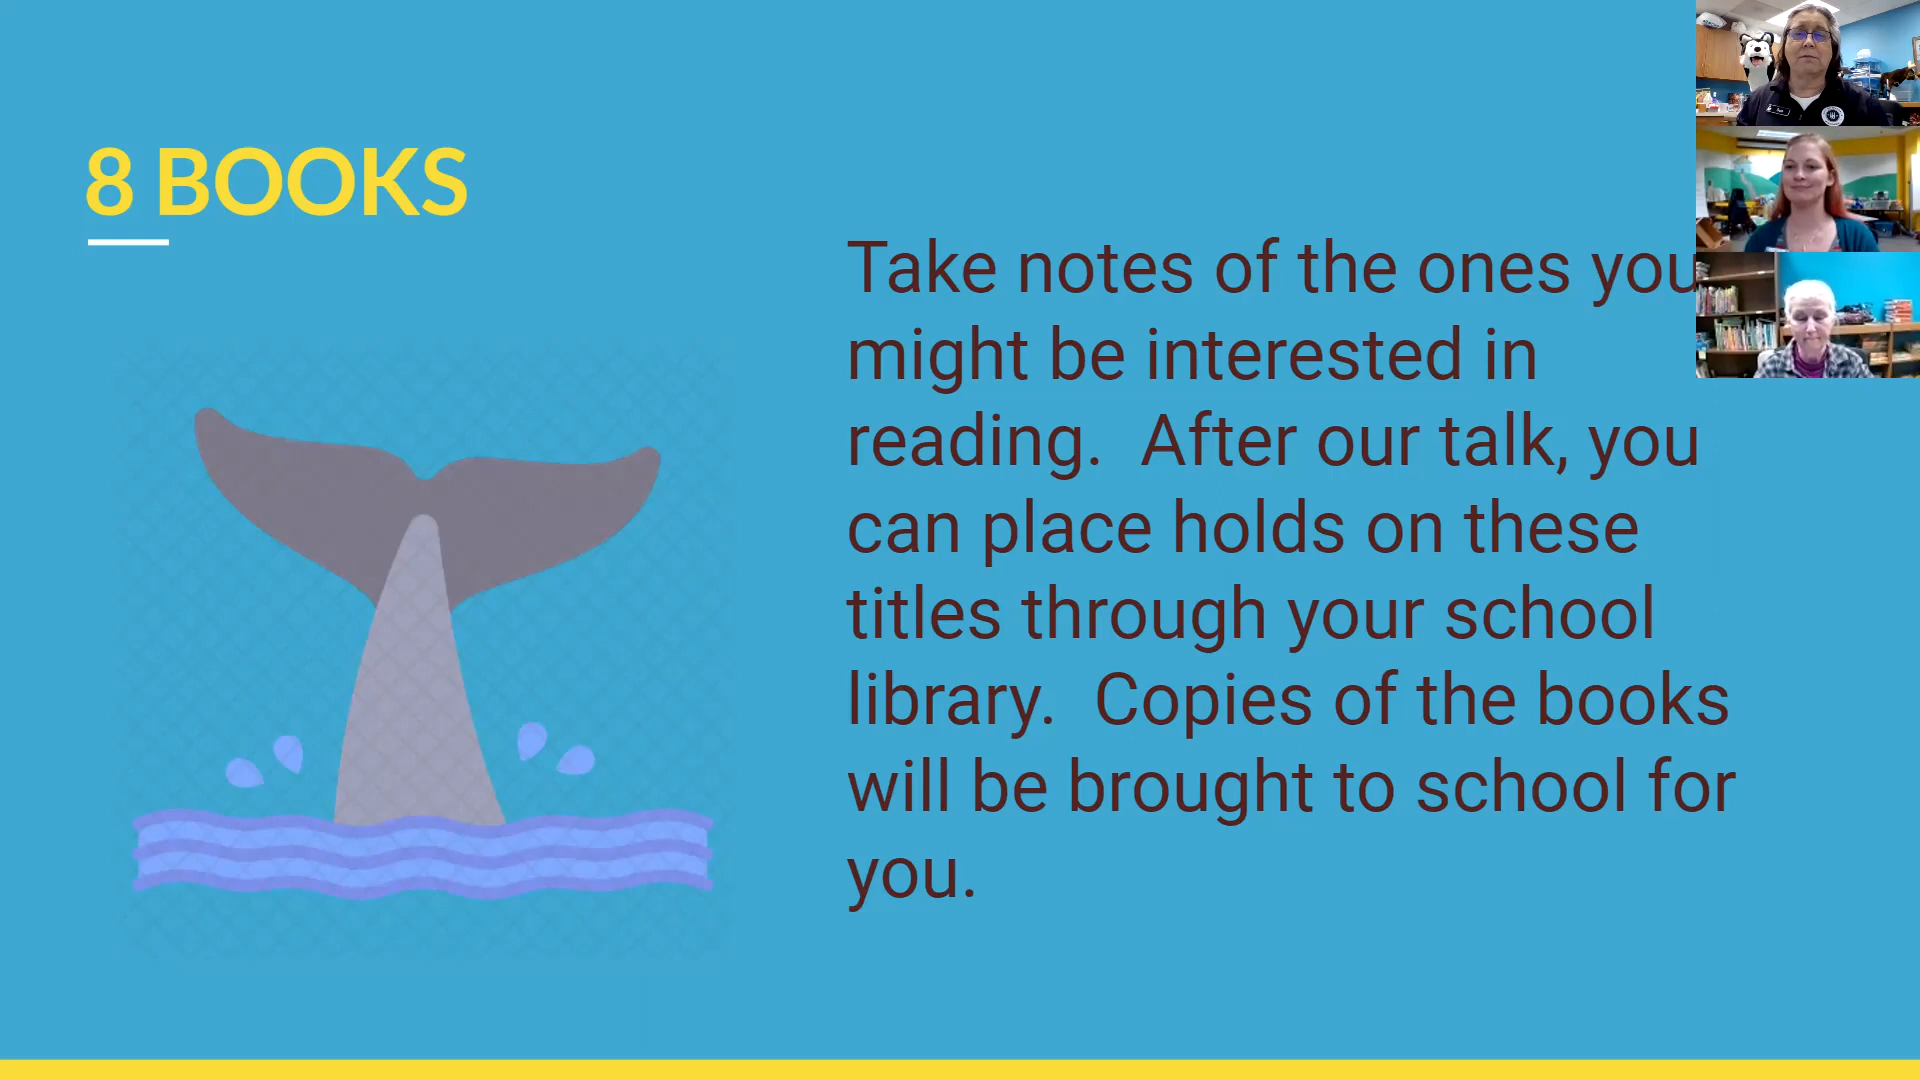 8 BOOKS
Take notes of the ones you
might be interested in
reading. After our talk, you
can place holds on these
titles through your school
library. Copies of the books
will be brought to school for
you.